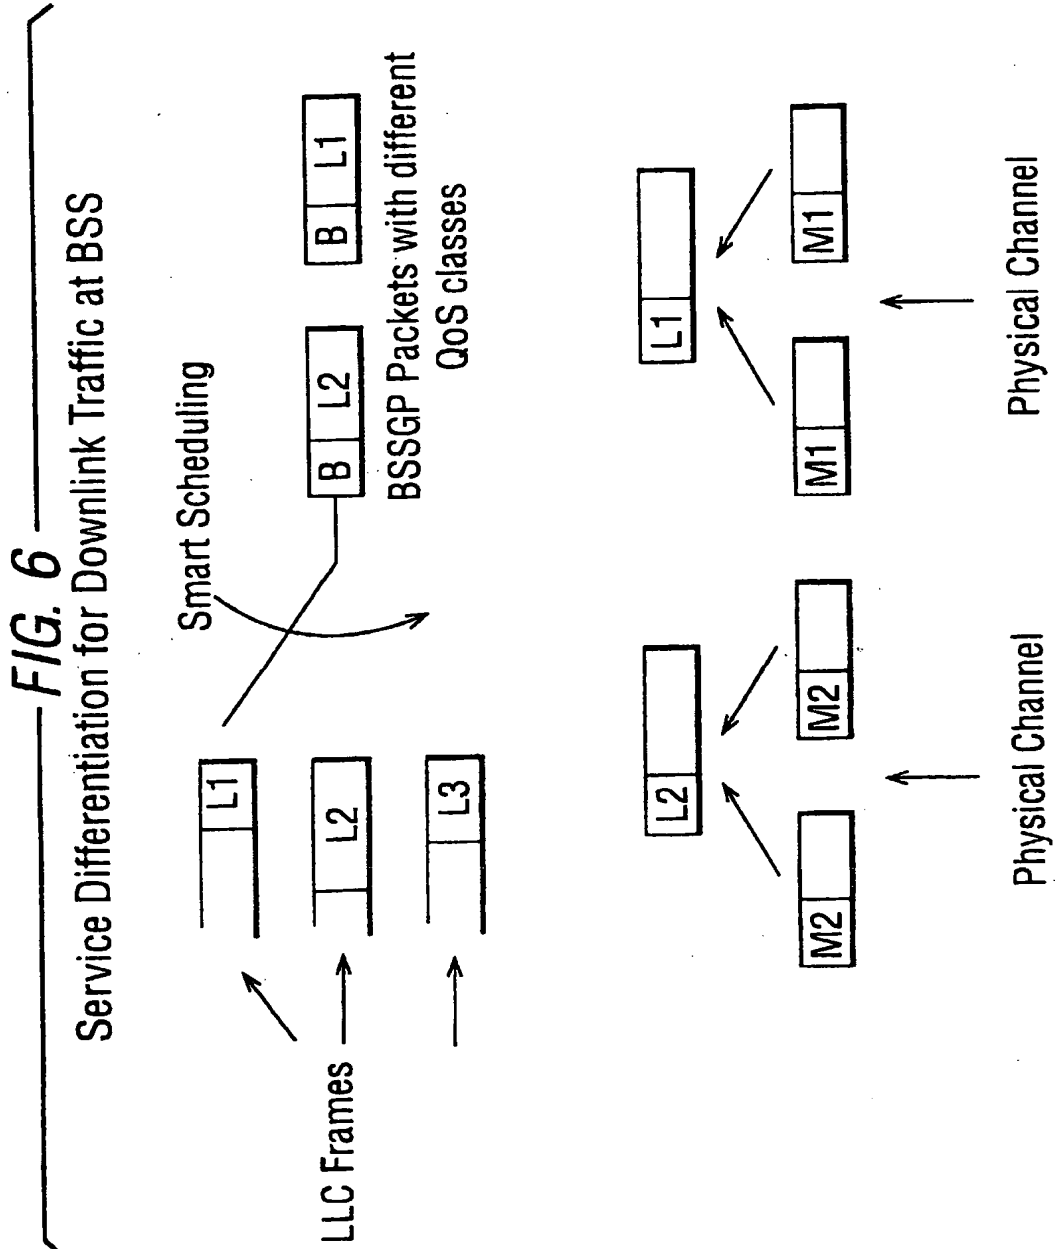 FIG. 6
Service Differentiation for Downlink Traffic at BSS
Smart Scheduling
LLC Frames
L1
L2
L3
B L2
B L1
BSSGP Packets with different
QoS classes
L2
M2
M2
Physical Channel
L1
M1
M1
Physical Channel